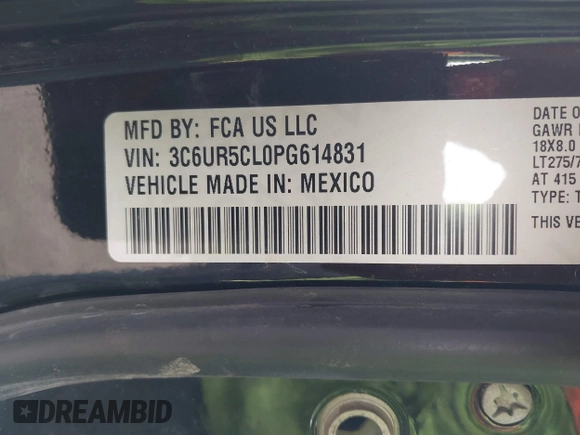 MFD BY: FCA US LLC
VIN: 3C6UR5CL0PG614831
VEHICLE MADE IN: MEXICO
DATE O
GAWR
18X8.0
LT275/7
AT 415
TYPE: T
THIS VE
DREAMBID